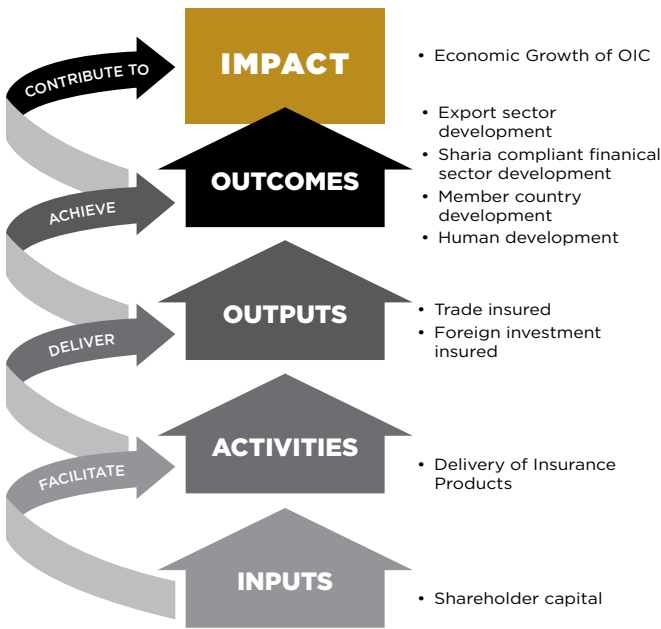 CONTRIBUTE TO
IMPACT
• Economic Growth of OIC
ACHIEVE
OUTCOMES
• Export sector
development
• Sharia compliant finanical
sector development
• Member country
development
• Human development
DELIVER
OUTPUTS
• Trade insured
• Foreign investment
insured
FACILITATE
ACTIVITIES
• Delivery of Insurance
Products
INPUTS
• Shareholder capital